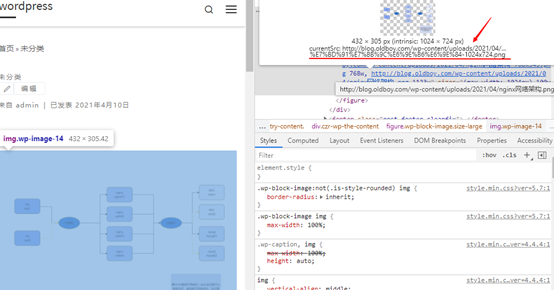 wordpress
首页 » 未分类
未分类
编辑
来自 admin | 已发表 2021年4月10日
img.wp-image-14 432 × 305.42
432 × 305 px (intrinsic: 1024 × 724 px)
currentSrc: http://blog.oldboy.com/wp-content/uploads/2021/04/...
%E7%BD%91%E7%BB%9C%E6%9E%B6%E6%9E%84-1024x724.png
768w, http://blog.oldboy.com/wp-content/uploads/2021/0
http://blog.oldboy.com/wp-content/uploads/2021/04/nginx网络架构.png
</figure>
</div>
... try-content. div.czr-wp-the-content figure.wp-block-image.size-large img.wp-image-14 ...
Styles Computed Layout Event Listeners DOM Breakpoints Properties Accessibility
Filter :hov .cls +
element.style {
}
.wp-block-image:not(.is-style-rounded) img { style.min.css?ver=5.7:1
border-radius: inherit;
}
.wp-block-image img { style.min.css?ver=5.7:1
max-width: 100%;
}
.wp-caption, img { style.min.c…ver=4.4.4:1
max-width: 100%;
height: auto;
}
img { style.min.c…ver=4.4.4:1
vertical-align: middle;